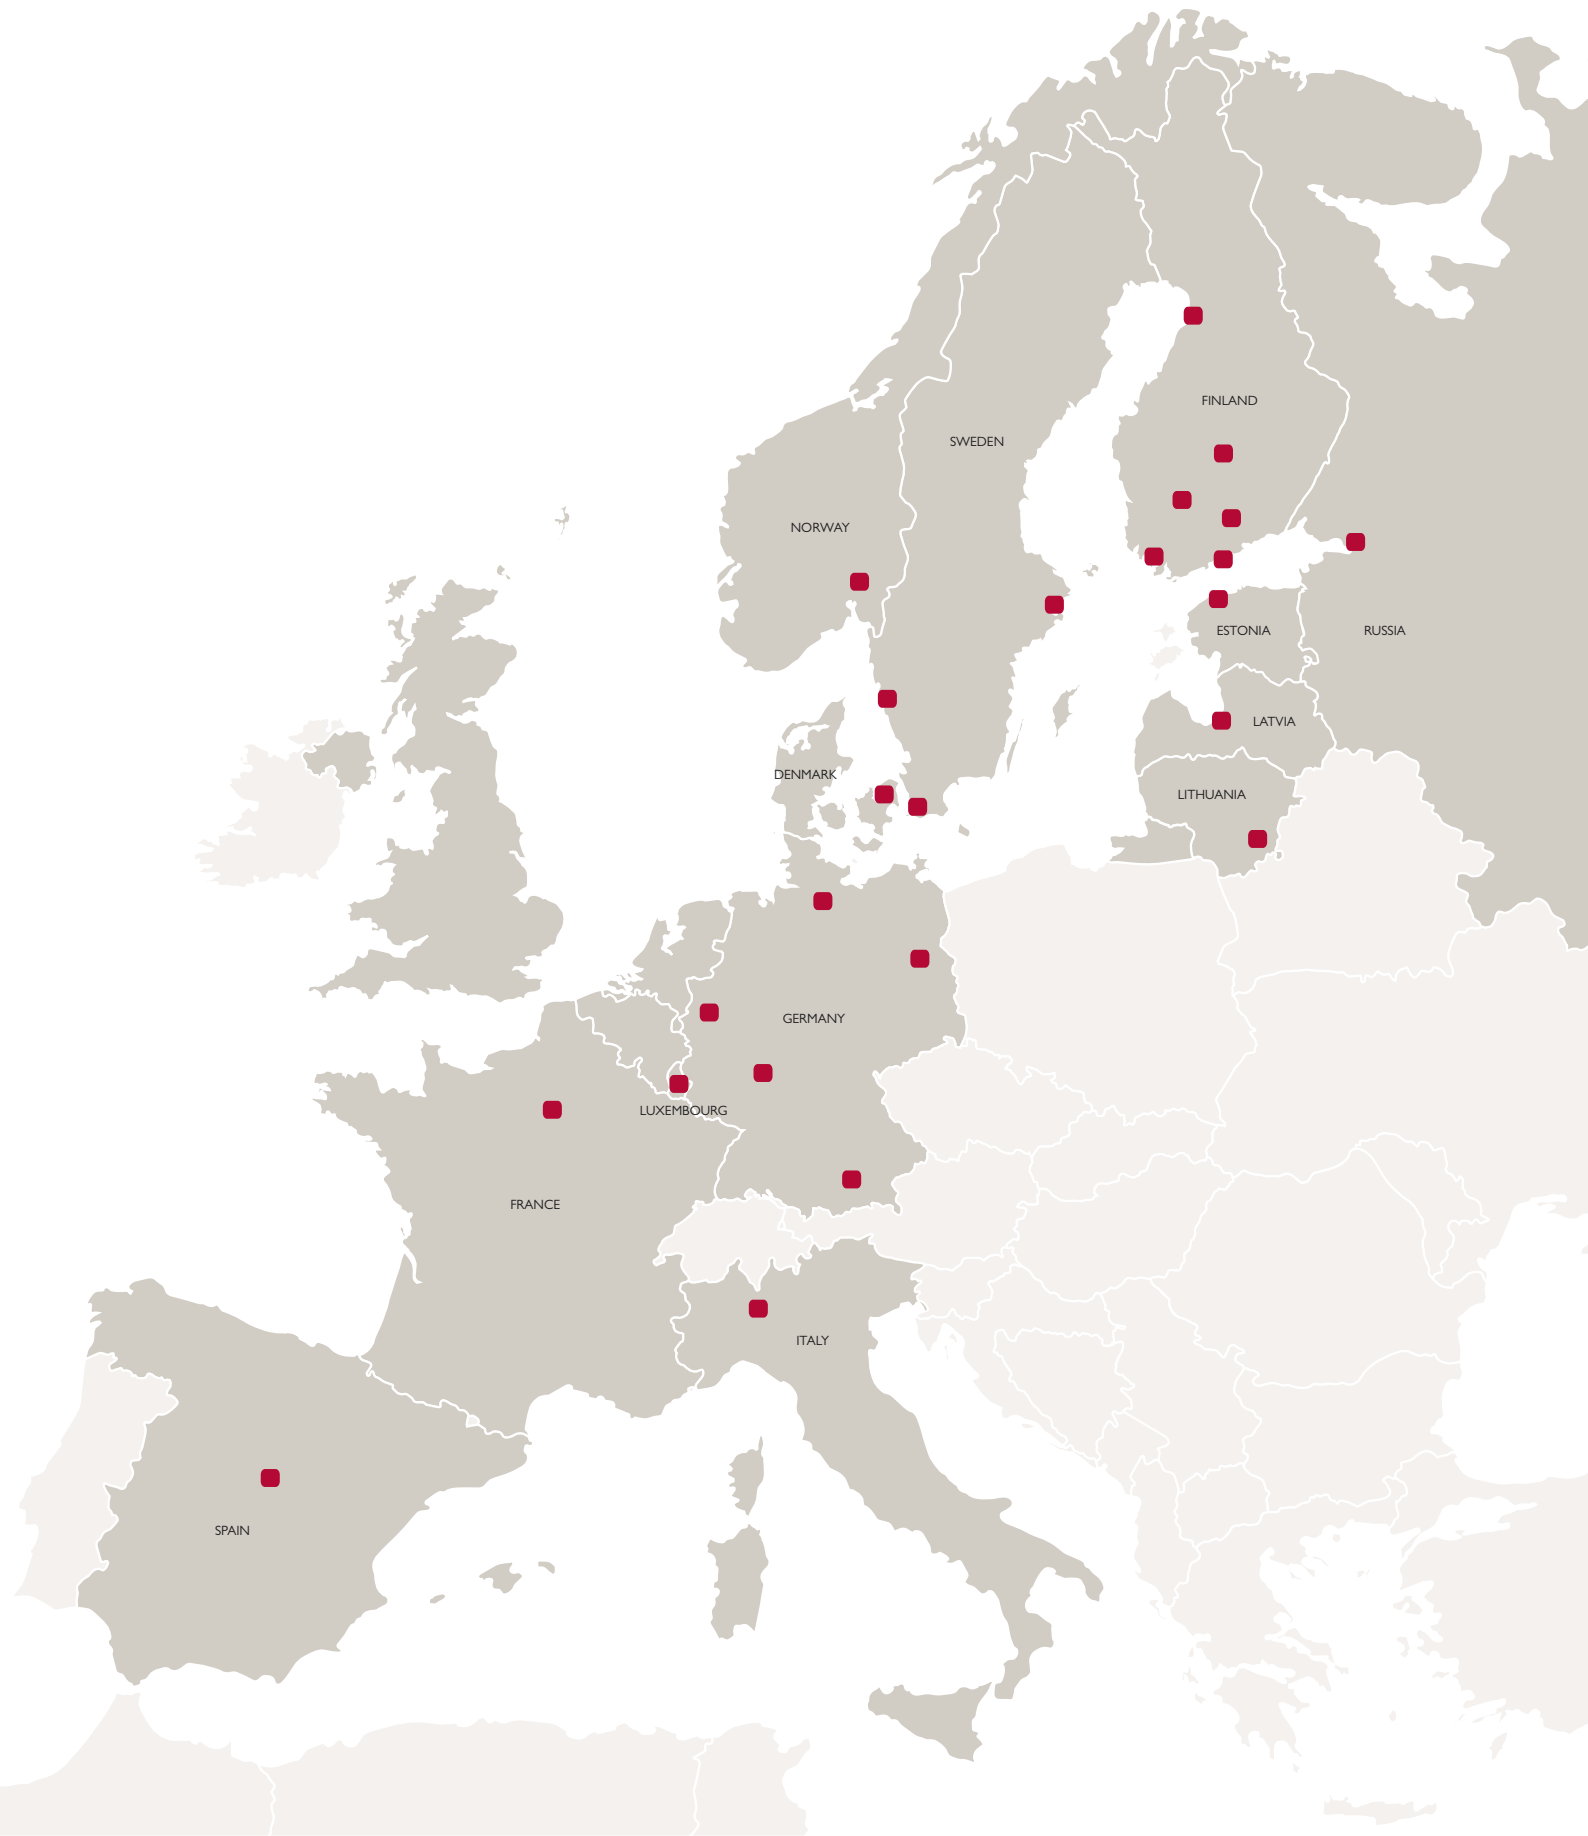 FINLAND
SWEDEN
NORWAY
ESTONIA
RUSSIA
LATVIA
DENMARK
LITHUANIA
GERMANY
LUXEMBOURG
FRANCE
ITALY
SPAIN